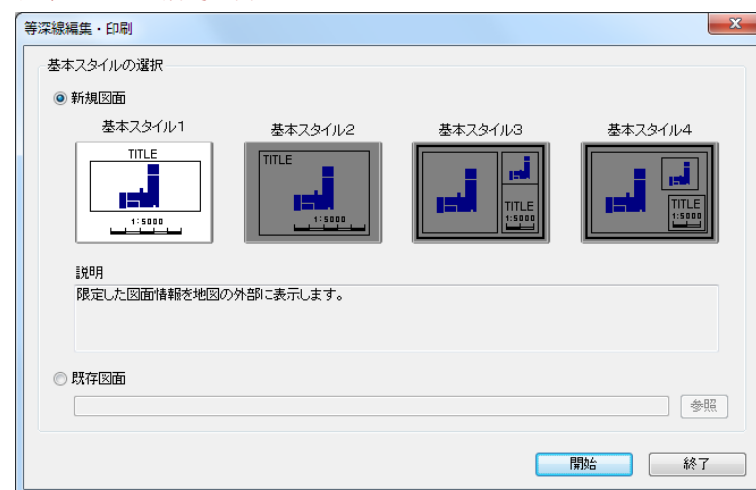 等深線編集・印刷
基本スタイルの選択
新規図面
基本スタイル1
基本スタイル2
基本スタイル3
基本スタイル4
TITLE
1:5000
TITLE
1:5000
TITLE
1:5000
TITLE
1:5000
説明
限定した図面情報を地図の外部に表示します。
既存図面
参照
開始
終了